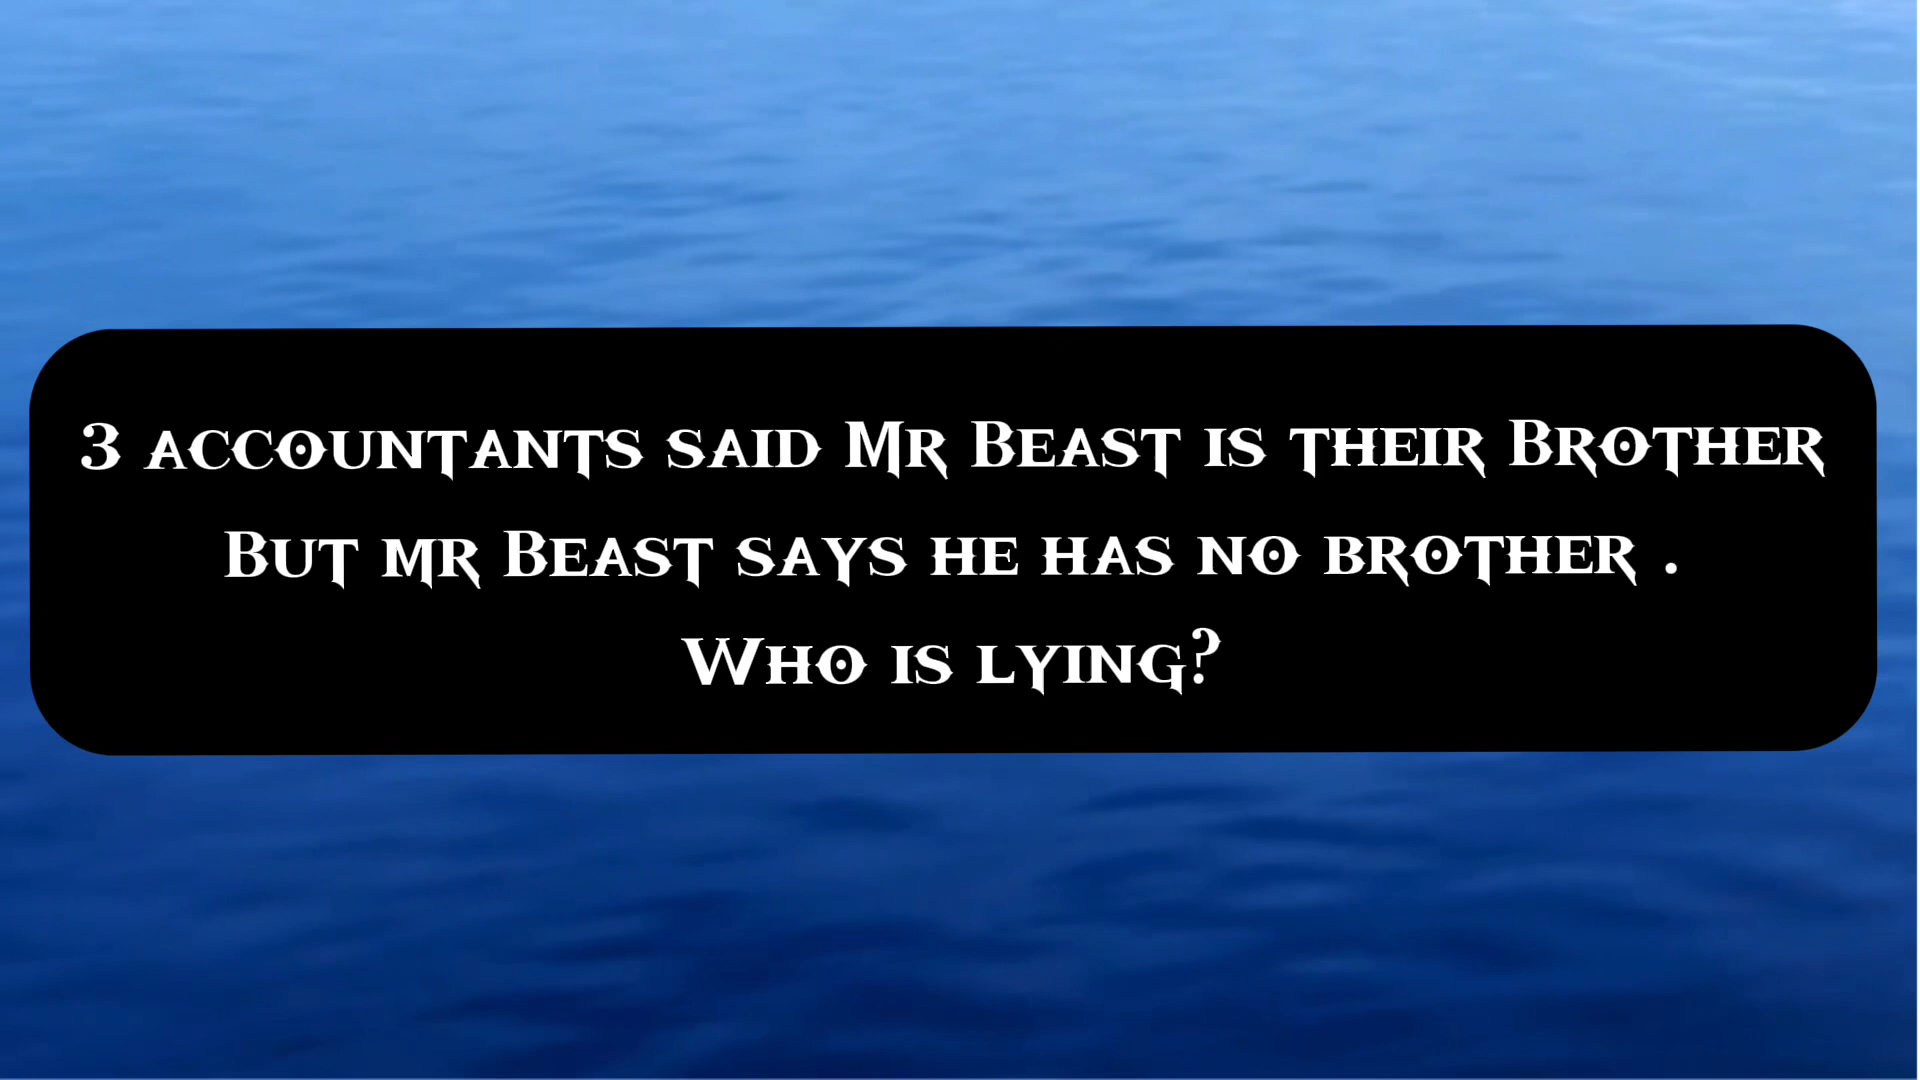 3 accountants said Mr Beast is their Brother
But mr Beast says he has no brother .
Who is lying?